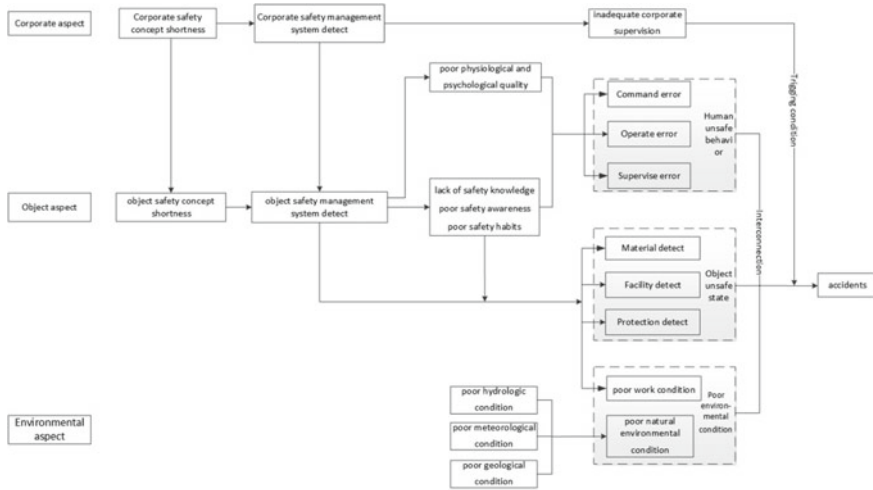 Corporate aspect
Corporate safety
concept shortness
Corporate safety management
system detect
inadequate corporate
supervision
poor physiological and
psychological quality
Command error
Operate error
Supervise error
Human
unsafe
behavi
or
Trigging condition
Object aspect
object safety concept
shortness
object safety management
system detect
lack of safety knowledge
poor safety awareness
poor safety habits
Interconnection
Material detect
Facility detect
Protection detect
Object
unsafe
state
accidents
Environmental
aspect
poor hydrologic
condition
poor meteorological
condition
poor geological
condition
poor work condition
poor natural
environmental
condition
Poor
environ-
mental
condition